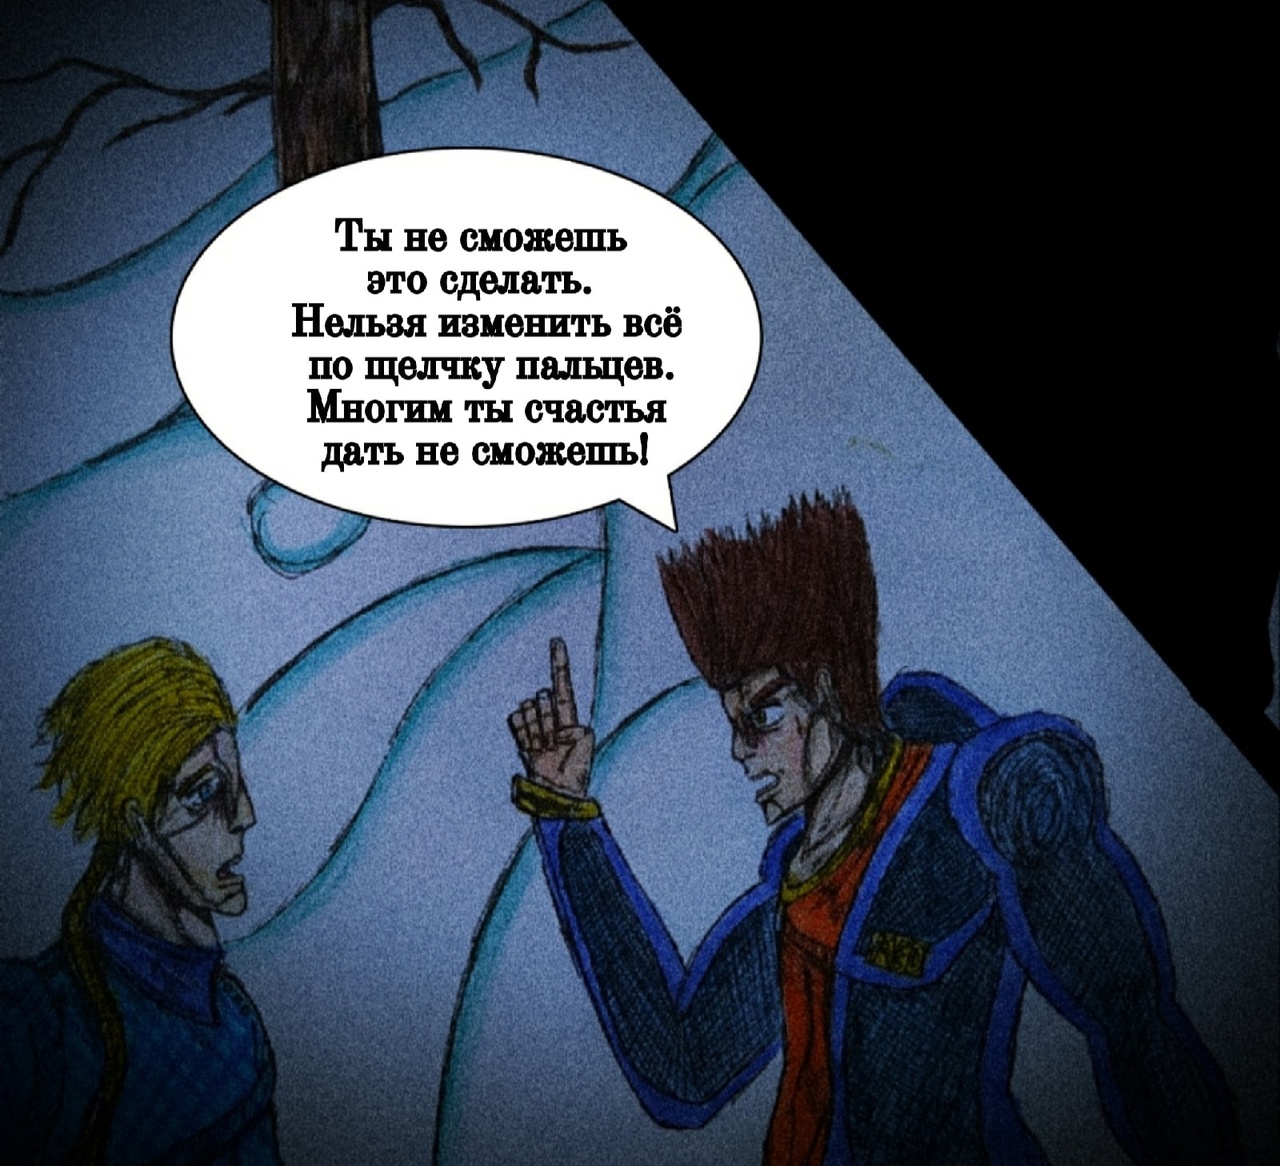 Ты не сможешь
это сделать.
Нельзя изменить всё
по щелчку пальцев.
Многим ты счастья
дать не сможешь!